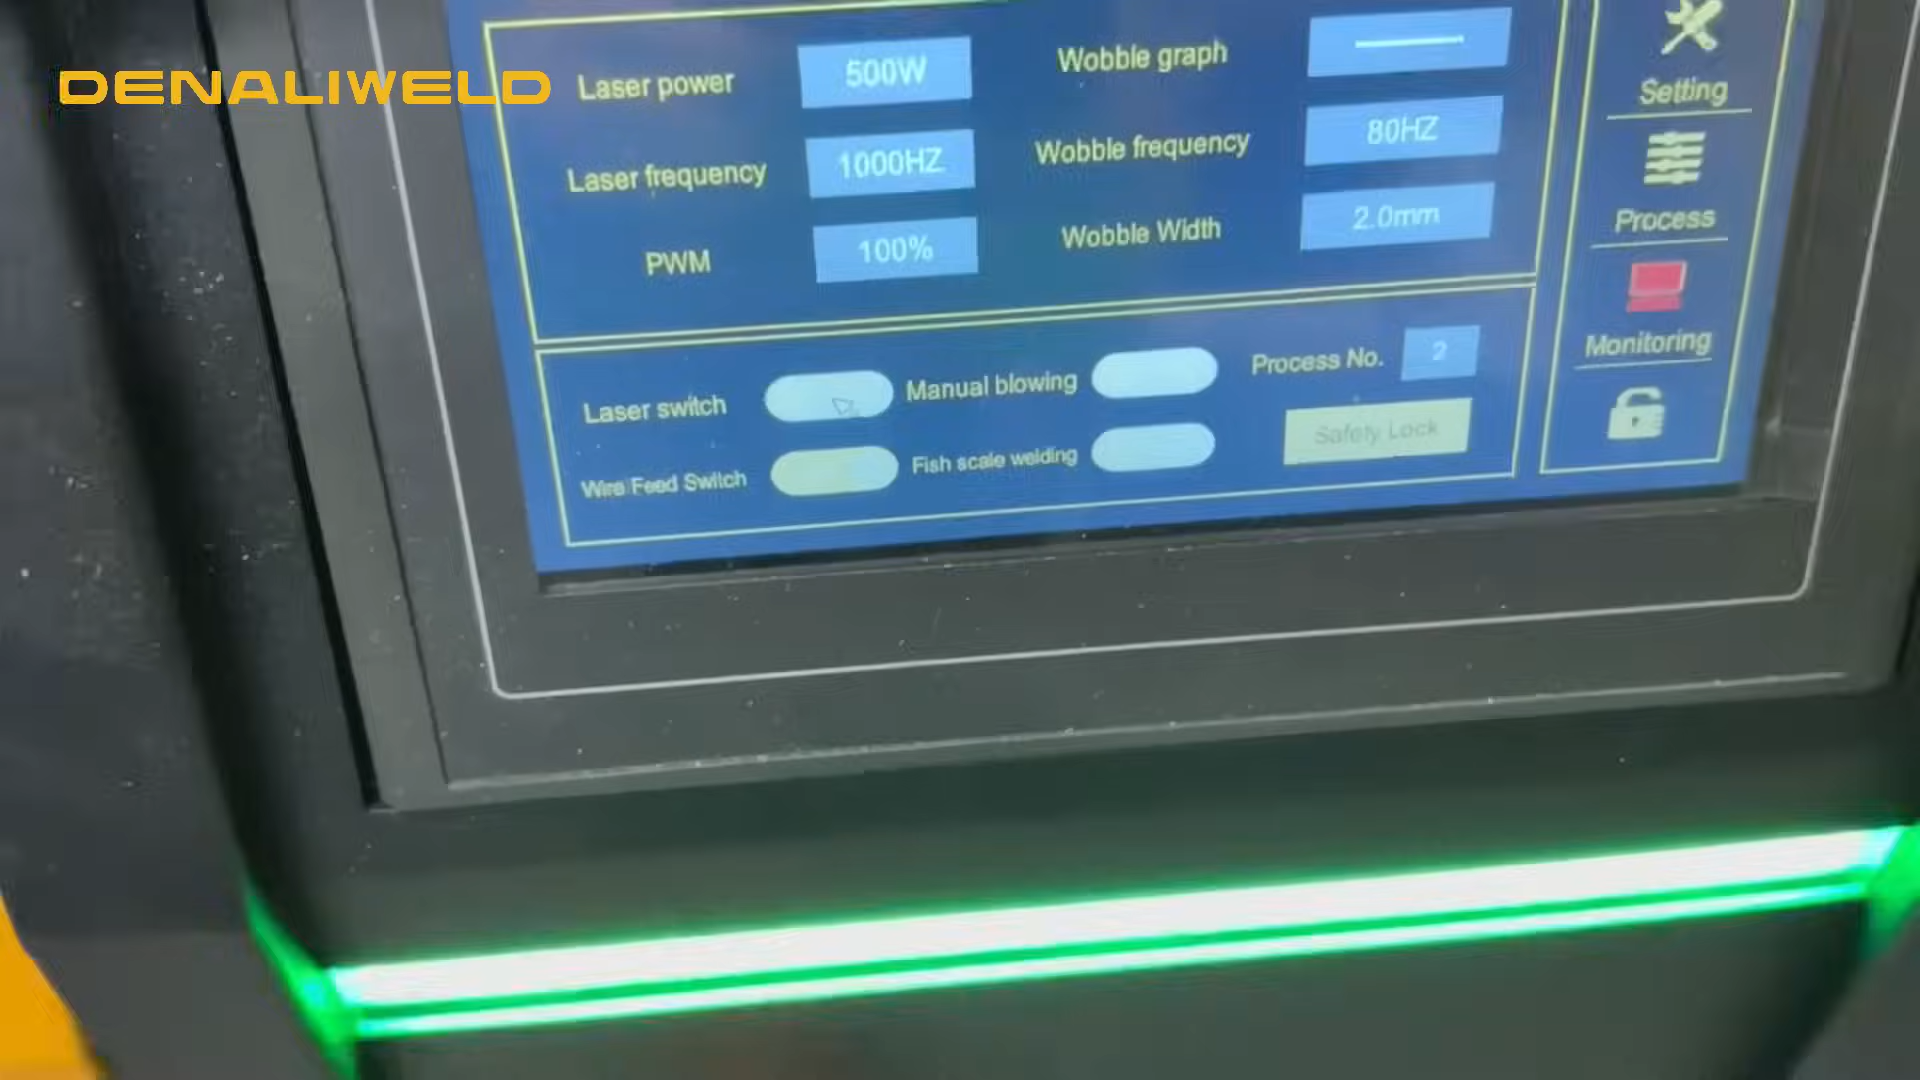 DENALIWELD
Laser power 500W Wobble graph
Laser frequency 1000HZ Wobble frequency 80HZ
PWM 100% Wobble Width 2.0mm
Laser switch Manual blowing Process No. 2
Wire Feed Switch Fish scale welding Safety Lock
Setting
Process
Monitoring